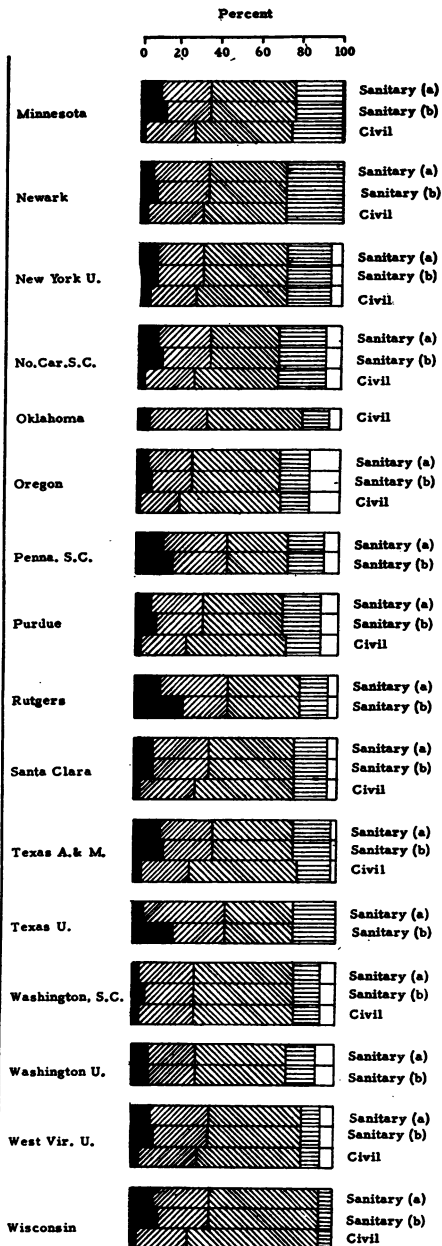 Percent
0 20 40 60 80 100
Minnesota
Sanitary (a)
Sanitary (b)
Civil
Newark
Sanitary (a)
Sanitary (b)
Civil
New York U.
Sanitary (a)
Sanitary (b)
Civil
No.Car.S.C.
Sanitary (a)
Sanitary (b)
Civil
Oklahoma
Civil
Oregon
Sanitary (a)
Sanitary (b)
Civil
Penna. S.C.
Sanitary (a)
Sanitary (b)
Purdue
Sanitary (a)
Sanitary (b)
Civil
Rutgers
Sanitary (a)
Sanitary (b)
Santa Clara
Sanitary (a)
Sanitary (b)
Civil
Texas A.& M.
Sanitary (a)
Sanitary (b)
Civil
Texas U.
Sanitary (a)
Sanitary (b)
Washington, S.C.
Sanitary (a)
Sanitary (b)
Civil
Washington U.
Sanitary (a)
Sanitary (b)
West Vir. U.
Sanitary (a)
Sanitary (b)
Civil
Wisconsin
Sanitary (a)
Sanitary (b)
Civil